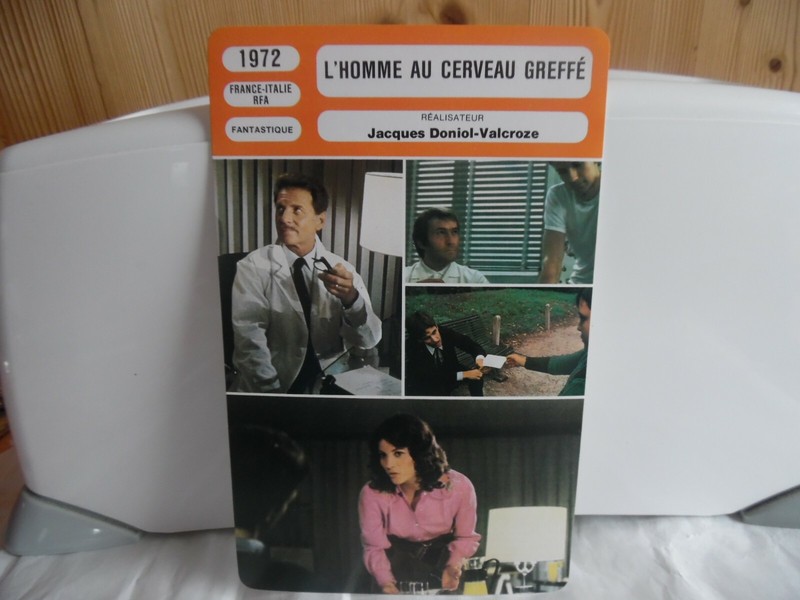 1972
L'HOMME AU CERVEAU GREFFÉ
FRANCE-ITALIE
RFA
FANTASTIQUE
RÉALISATEUR
Jacques Doniol-Valcroze